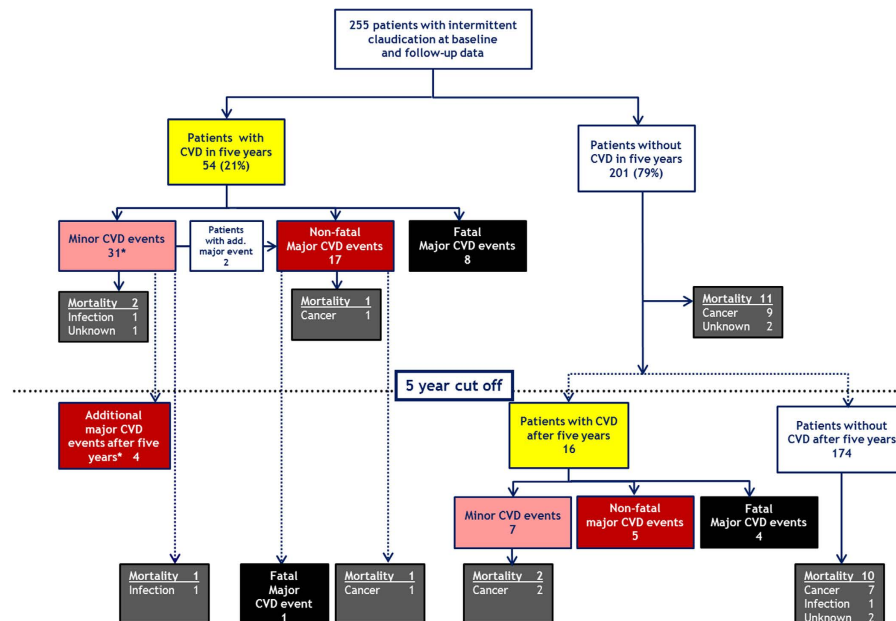 255 patients with intermittent
claudication at baseline
and follow-up data
Patients with
CVD in five years
54 (21%)
Patients without
CVD in five years
201 (79%)
Minor CVD events
31*
Patients
with add.
major event
2
Non-fatal
Major CVD events
17
Fatal
Major CVD events
8
Mortality 2
Infection 1
Unknown 1
Mortality 1
Cancer 1
Mortality 11
Cancer 9
Unknown 2
5 year cut off
Additional
major CVD
events after five
years* 4
Patients with CVD
after five years
16
Patients without
CVD after five years
174
Minor CVD events
7
Non-fatal
major CVD events
5
Fatal
Major CVD events
4
Mortality 1
Infection 1
Fatal
Major
CVD event
1
Mortality 1
Cancer 1
Mortality 2
Cancer 2
Mortality 10
Cancer 7
Infection 1
Unknown 2